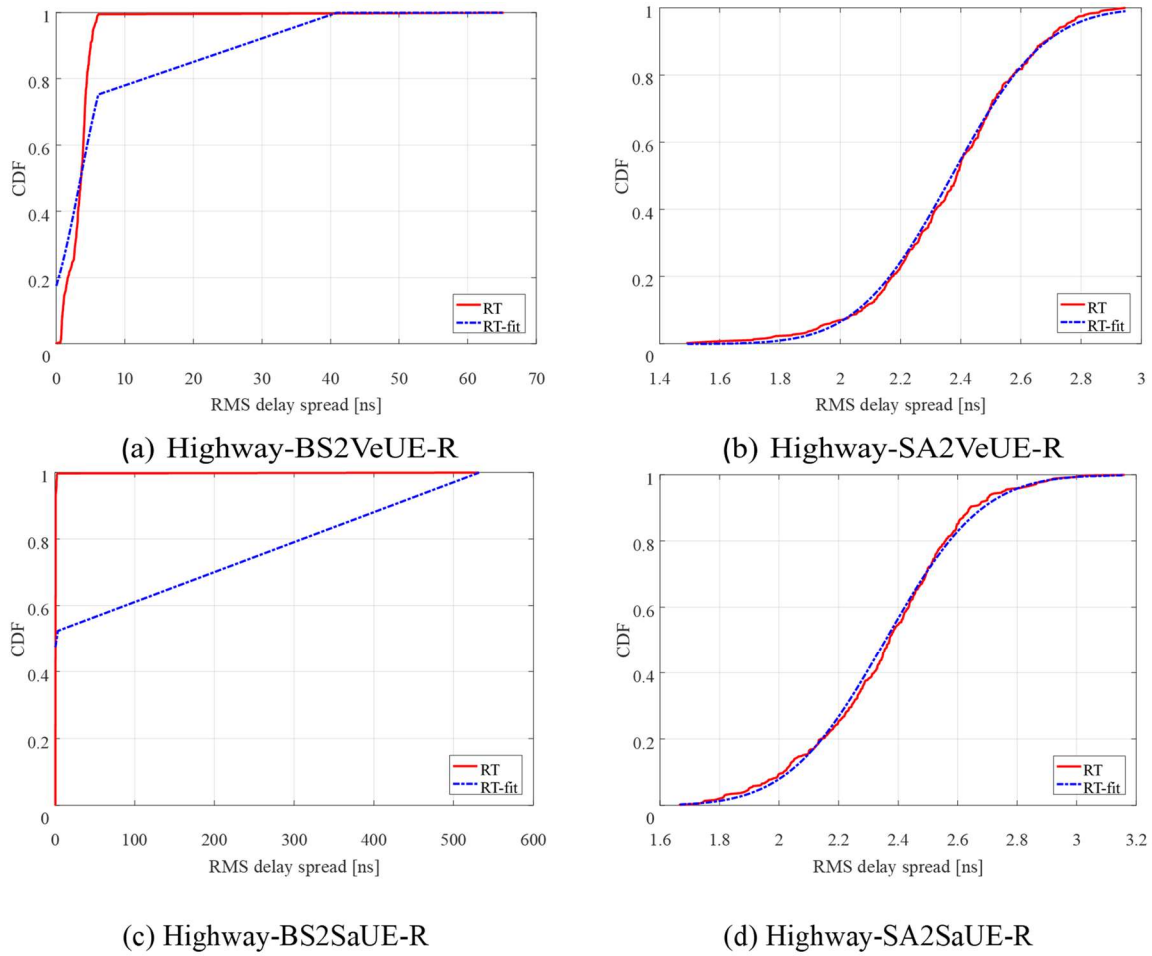 1
0.8
0.6
0.4
0.2
0
CDF
0 10 20 30 40 50 60 70
RMS delay spread [ns]
RT
RT-fit
(a) Highway-BS2VeUE-R
1
0.8
0.6
0.4
0.2
0
CDF
1.4 1.6 1.8 2 2.2 2.4 2.6 2.8 3
RMS delay spread [ns]
RT
RT-fit
(b) Highway-SA2VeUE-R
1
0.8
0.6
0.4
0.2
0
CDF
0 100 200 300 400 500 600
RMS delay spread [ns]
RT
RT-fit
(c) Highway-BS2SaUE-R
1
0.8
0.6
0.4
0.2
0
CDF
1.6 1.8 2 2.2 2.4 2.6 2.8 3 3.2
RMS delay spread [ns]
RT
RT-fit
(d) Highway-SA2SaUE-R